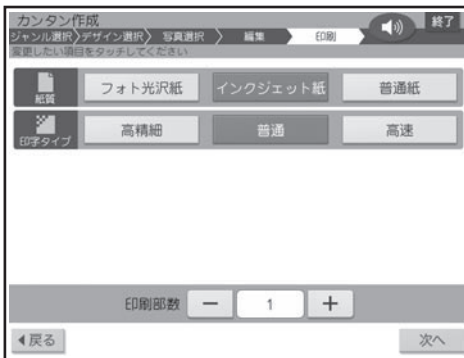 カンタン作成
終了
ジャンル選択 デザイン選択 写真選択 編集 印刷
変更したい項目をタッチしてください
紙質 フォト光沢紙 インクジェット紙 普通紙
印字タイプ 高精細 普通 高速
印刷部数 − 1 +
戻る 次へ